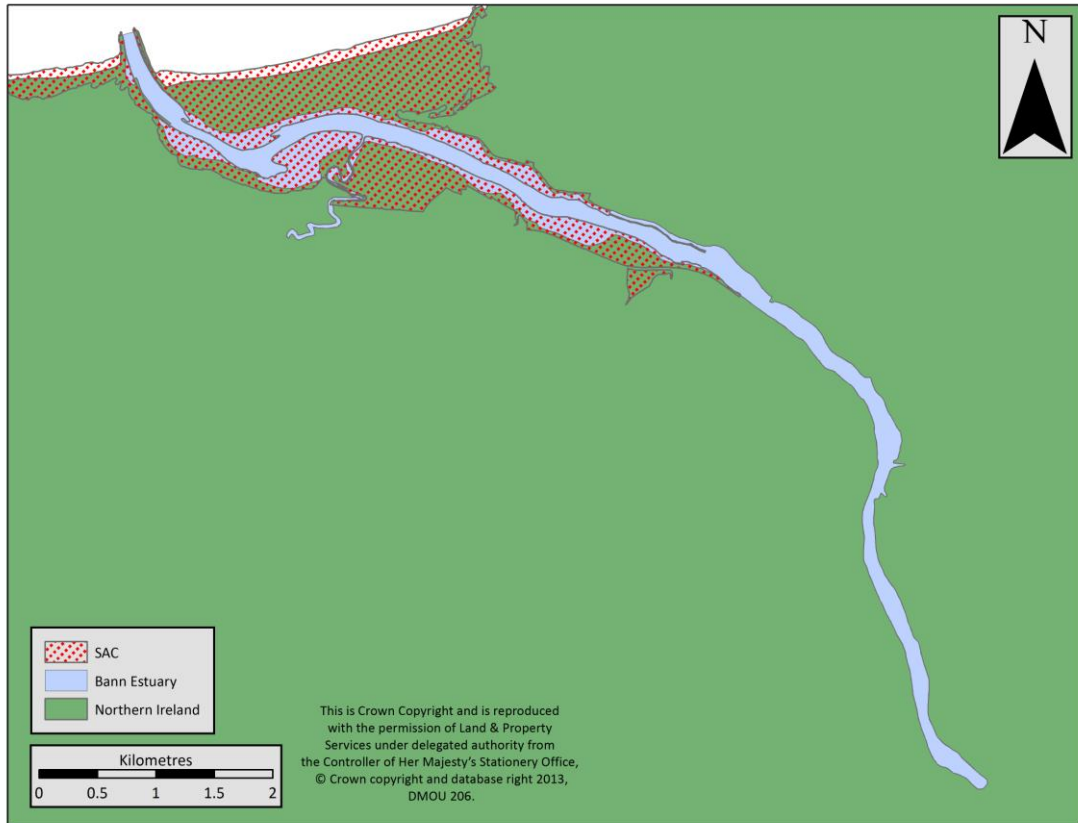 N
SAC
Bann Estuary
Northern Ireland
Kilometres
0 0.5 1 1.5 2
This is Crown Copyright and is reproduced
with the permission of Land & Property
Services under delegated authority from
the Controller of Her Majesty's Stationery Office,
© Crown copyright and database right 2013,
DMOU 206.